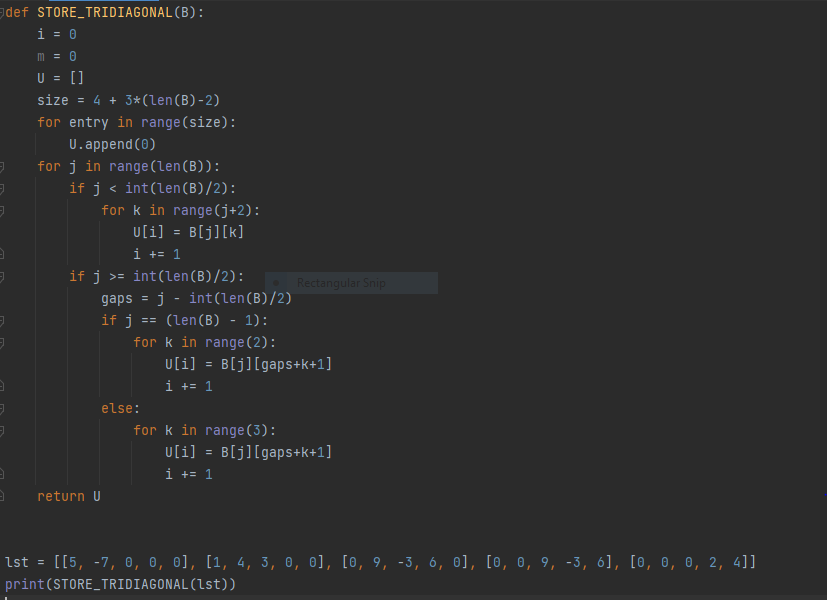 def STORE_TRIDIAGONAL(B):
    i = 0
    m = 0
    U = []
    size = 4 + 3*(len(B)-2)
    for entry in range(size):
        U.append(0)
    for j in range(len(B)):
        if j < int(len(B)/2):
            for k in range(j+2):
                U[i] = B[j][k]
                i += 1
        if j >= int(len(B)/2):
Rectangular Snip
            gaps = j - int(len(B)/2)
            if j == (len(B) - 1):
                for k in range(2):
                    U[i] = B[j][gaps+k+1]
                    i += 1
            else:
                for k in range(3):
                    U[i] = B[j][gaps+k+1]
                    i += 1
    return U
lst = [[5, -7, 0, 0, 0], [1, 4, 3, 0, 0], [0, 9, -3, 6, 0], [0, 0, 9, -3, 6], [0, 0, 0, 2, 4]]
print(STORE_TRIDIAGONAL(lst))